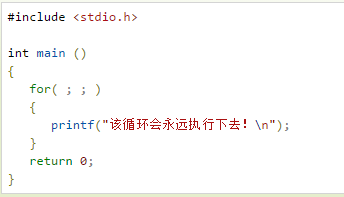 #include <stdio.h>

int main ()
{
   for( ; ; )
   {
      printf("该循环会永远执行下去！\n");
   }
   return 0;
}